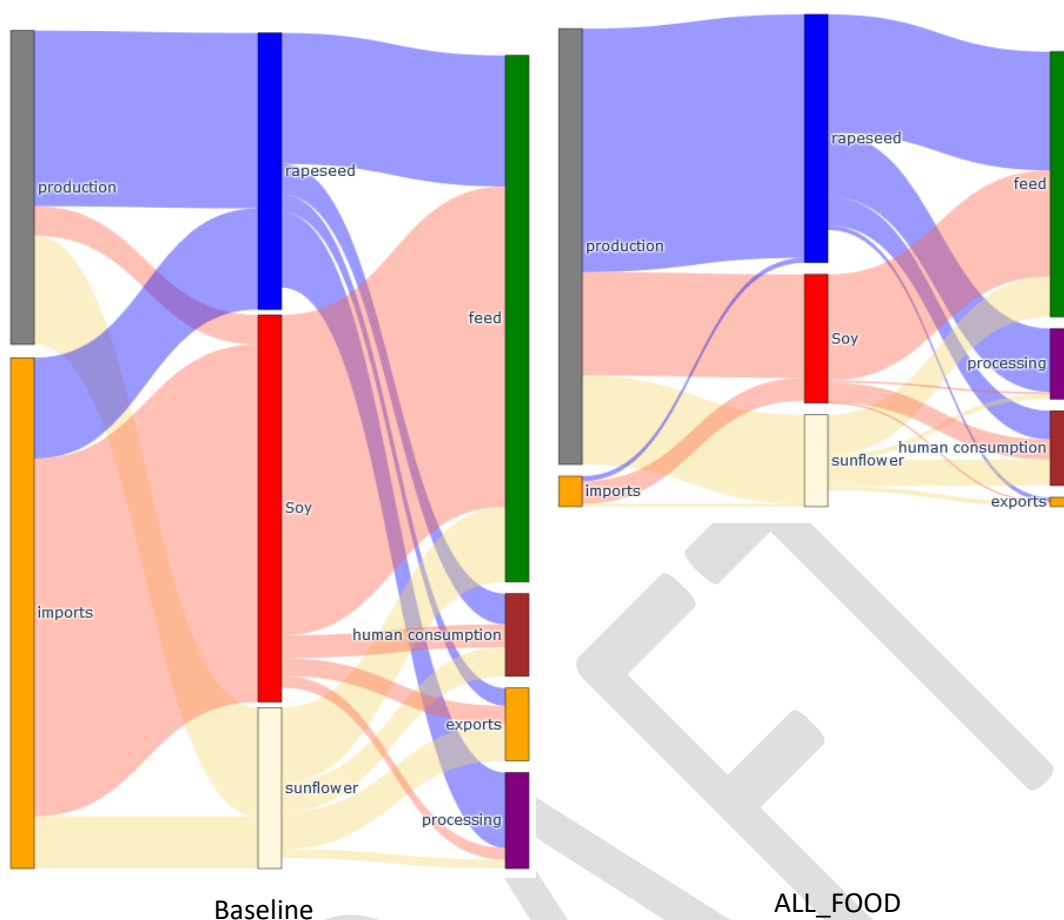 production
imports
rapeseed
Soy
sunflower
feed
human consumption
exports
processing
Baseline
production
imports
rapeseed
Soy
sunflower
feed
processing
human consumption
exports
ALL_FOOD